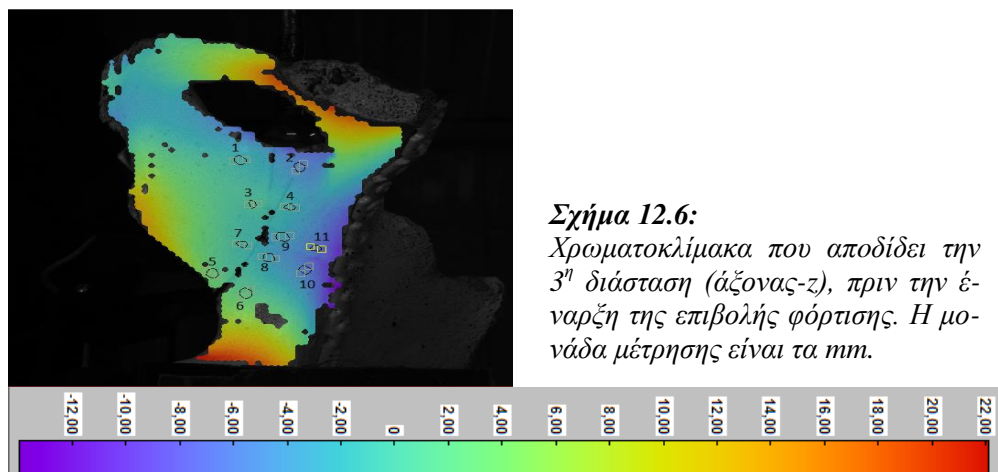 1
2
3
4
5
6
7
8
9
10
11
Σχήμα 12.6:
Χρωματοκλίμακα που αποδίδει την
3η διάσταση (άξονας-z), πριν την έ-
ναρξη της επιβολής φόρτισης. Η μο-
νάδα μέτρησης είναι τα mm.
-12,00 -10,00 -8,00 -6,00 -4,00 -2,00 0 2,00 4,00 6,00 8,00 10,00 12,00 14,00 16,00 18,00 20,00 22,00